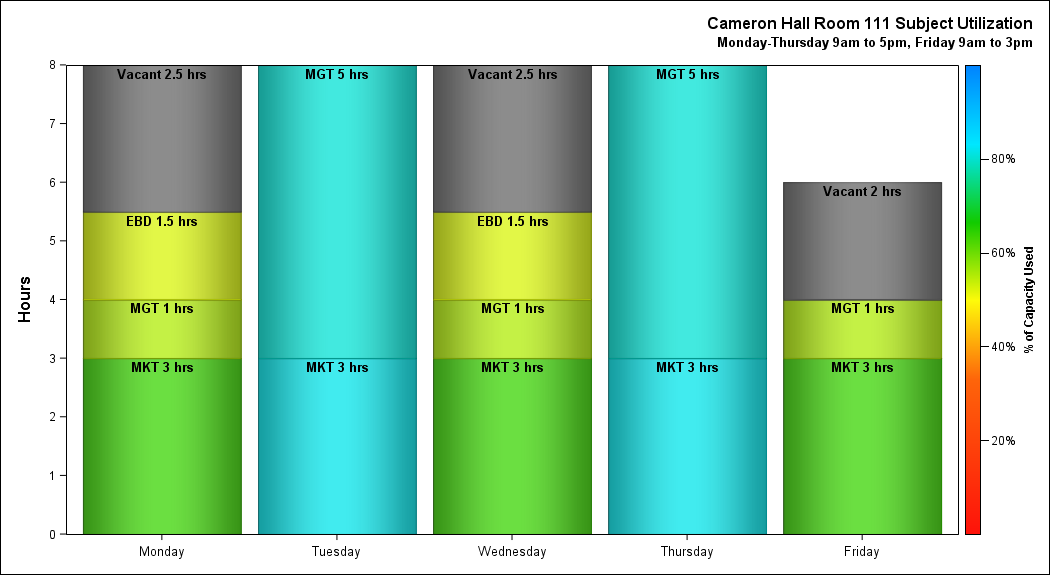 Cameron Hall Room 111 Subject Utilization
Monday-Thursday 9am to 5pm, Friday 9am to 3pm
8
7
6
5
4
3
2
1
0
Hours
Vacant 2.5 hrs
EBD 1.5 hrs
MGT 1 hrs
MKT 3 hrs
MGT 5 hrs
MKT 3 hrs
Vacant 2.5 hrs
EBD 1.5 hrs
MGT 1 hrs
MKT 3 hrs
MGT 5 hrs
MKT 3 hrs
Vacant 2 hrs
MGT 1 hrs
MKT 3 hrs
Monday
Tuesday
Wednesday
Thursday
Friday
80%
60%
40%
20%
% of Capacity Used